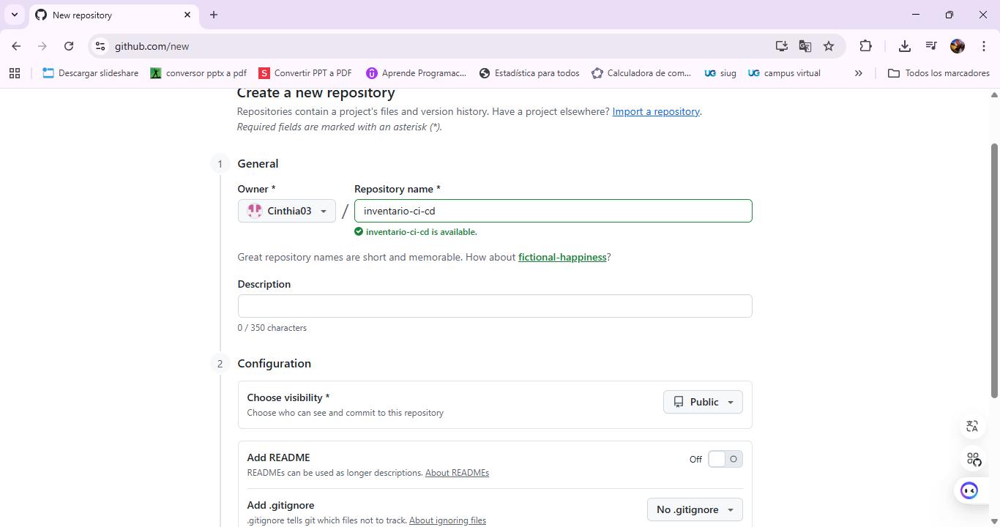 New repository
github.com/new
Descargar slideshare
conversor pptx a pdf
S
Convertir PPT a PDF
Aprende Programac...
Estadística para todos
Calculadora de com...
UG
siug
UG
campus virtual
Todos los marcadores
Create a new repository
Repositories contain a project's files and version history. Have a project elsewhere? Import a repository.
Required fields are marked with an asterisk (*).
1
General
Owner *
Repository name *
Cinthia03
/
inventario-ci-cd
inventario-ci-cd is available.
Great repository names are short and memorable. How about fictional-happiness?
Description
0 / 350 characters
2
Configuration
Choose visibility *
Choose who can see and commit to this repository
Public
Add README
READMEs can be used as longer descriptions. About READMEs
Off
Add .gitignore
.gitignore tells git which files not to track. About ignoring files
No .gitignore